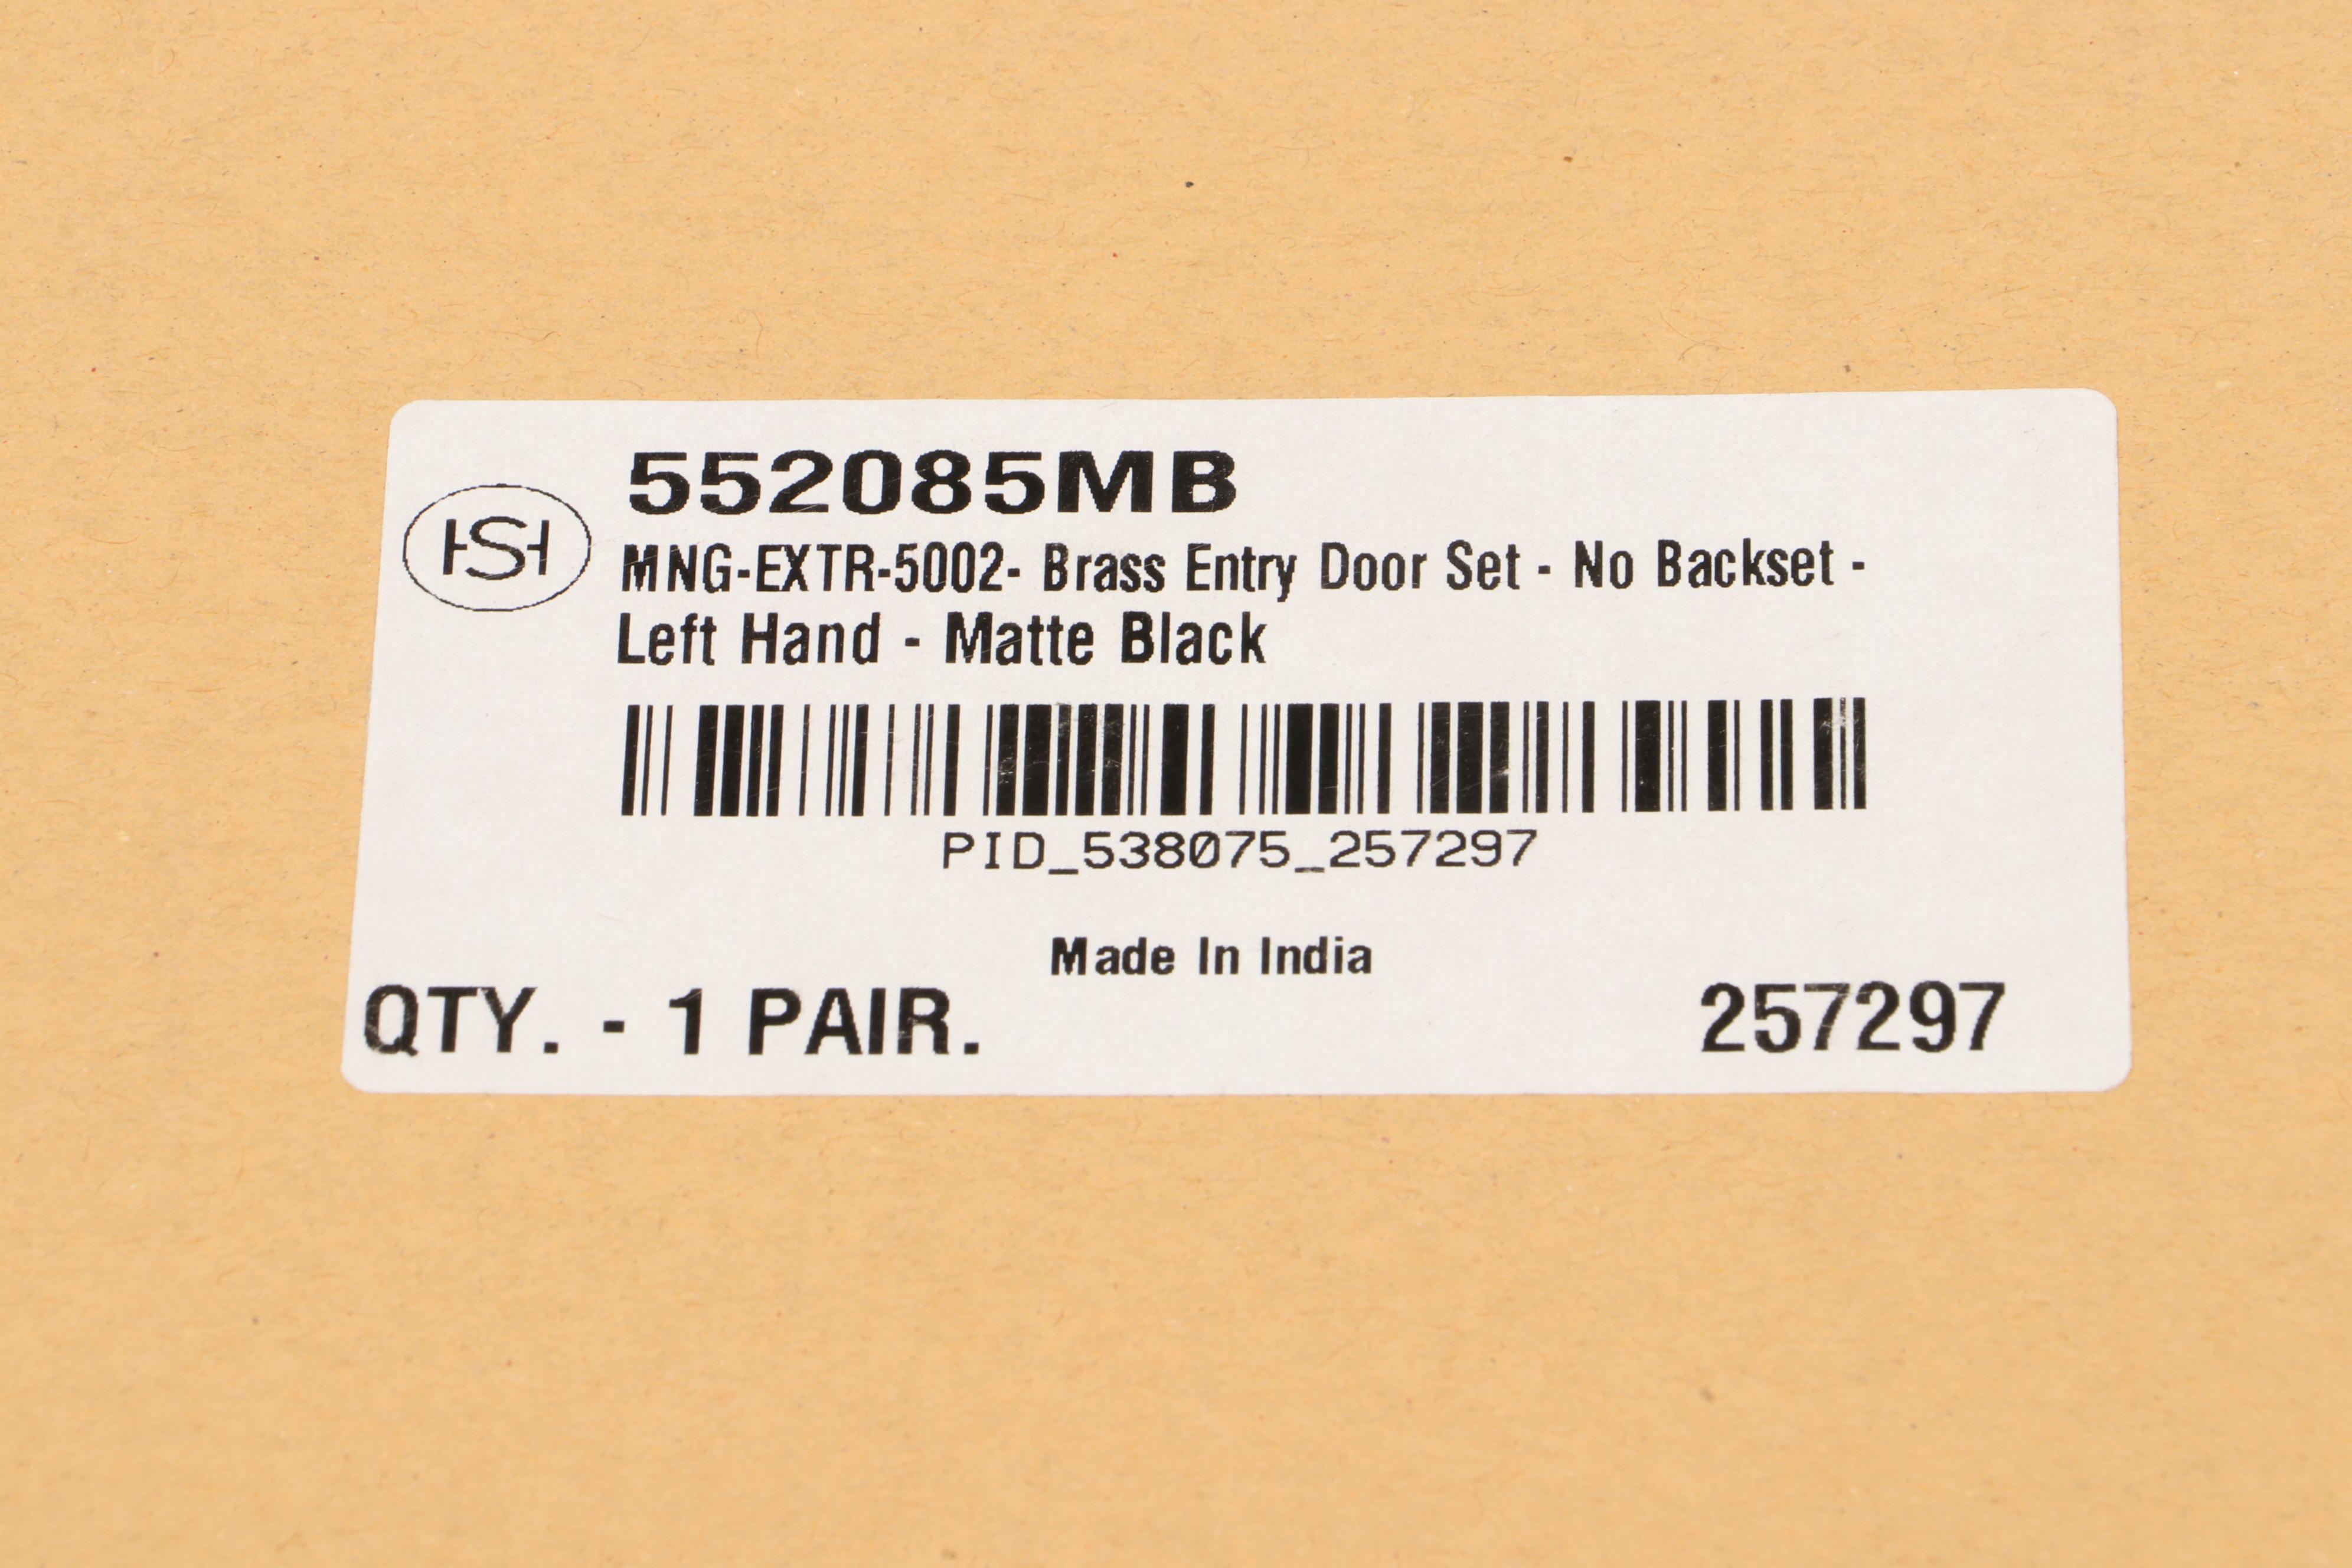 552085MB
HSH
MNG-EXTR-5002- Brass Entry Door Set - No Backset -
Left Hand - Matte Black
PID_538075_257297
Made In India
QTY. - 1 PAIR.
257297